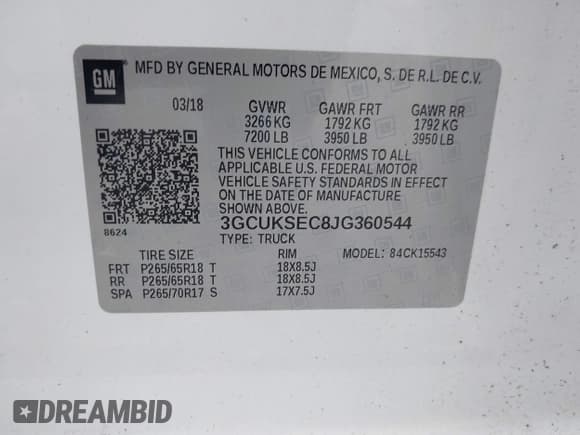 GM MFD BY GENERAL MOTORS DE MEXICO, S. DE R.L. DE C.V.
03/18 GVWR GAWR FRT GAWR RR
3266 KG 1792 KG 1792 KG
7200 LB 3950 LB 3950 LB
THIS VEHICLE CONFORMS TO ALL
APPLICABLE U.S. FEDERAL MOTOR
VEHICLE SAFETY STANDARDS IN EFFECT
ON THE DATE OF MANUFACTURE
SHOWN ABOVE.
8624 3GCUKSEC8JG360544
TYPE: TRUCK
TIRE SIZE RIM MODEL: 84CK15543
FRT P265/65R18 T 18X8.5J
RR P265/65R18 T 18X8.5J
SPA P265/70R17 S 17X7.5J
DREAMBID